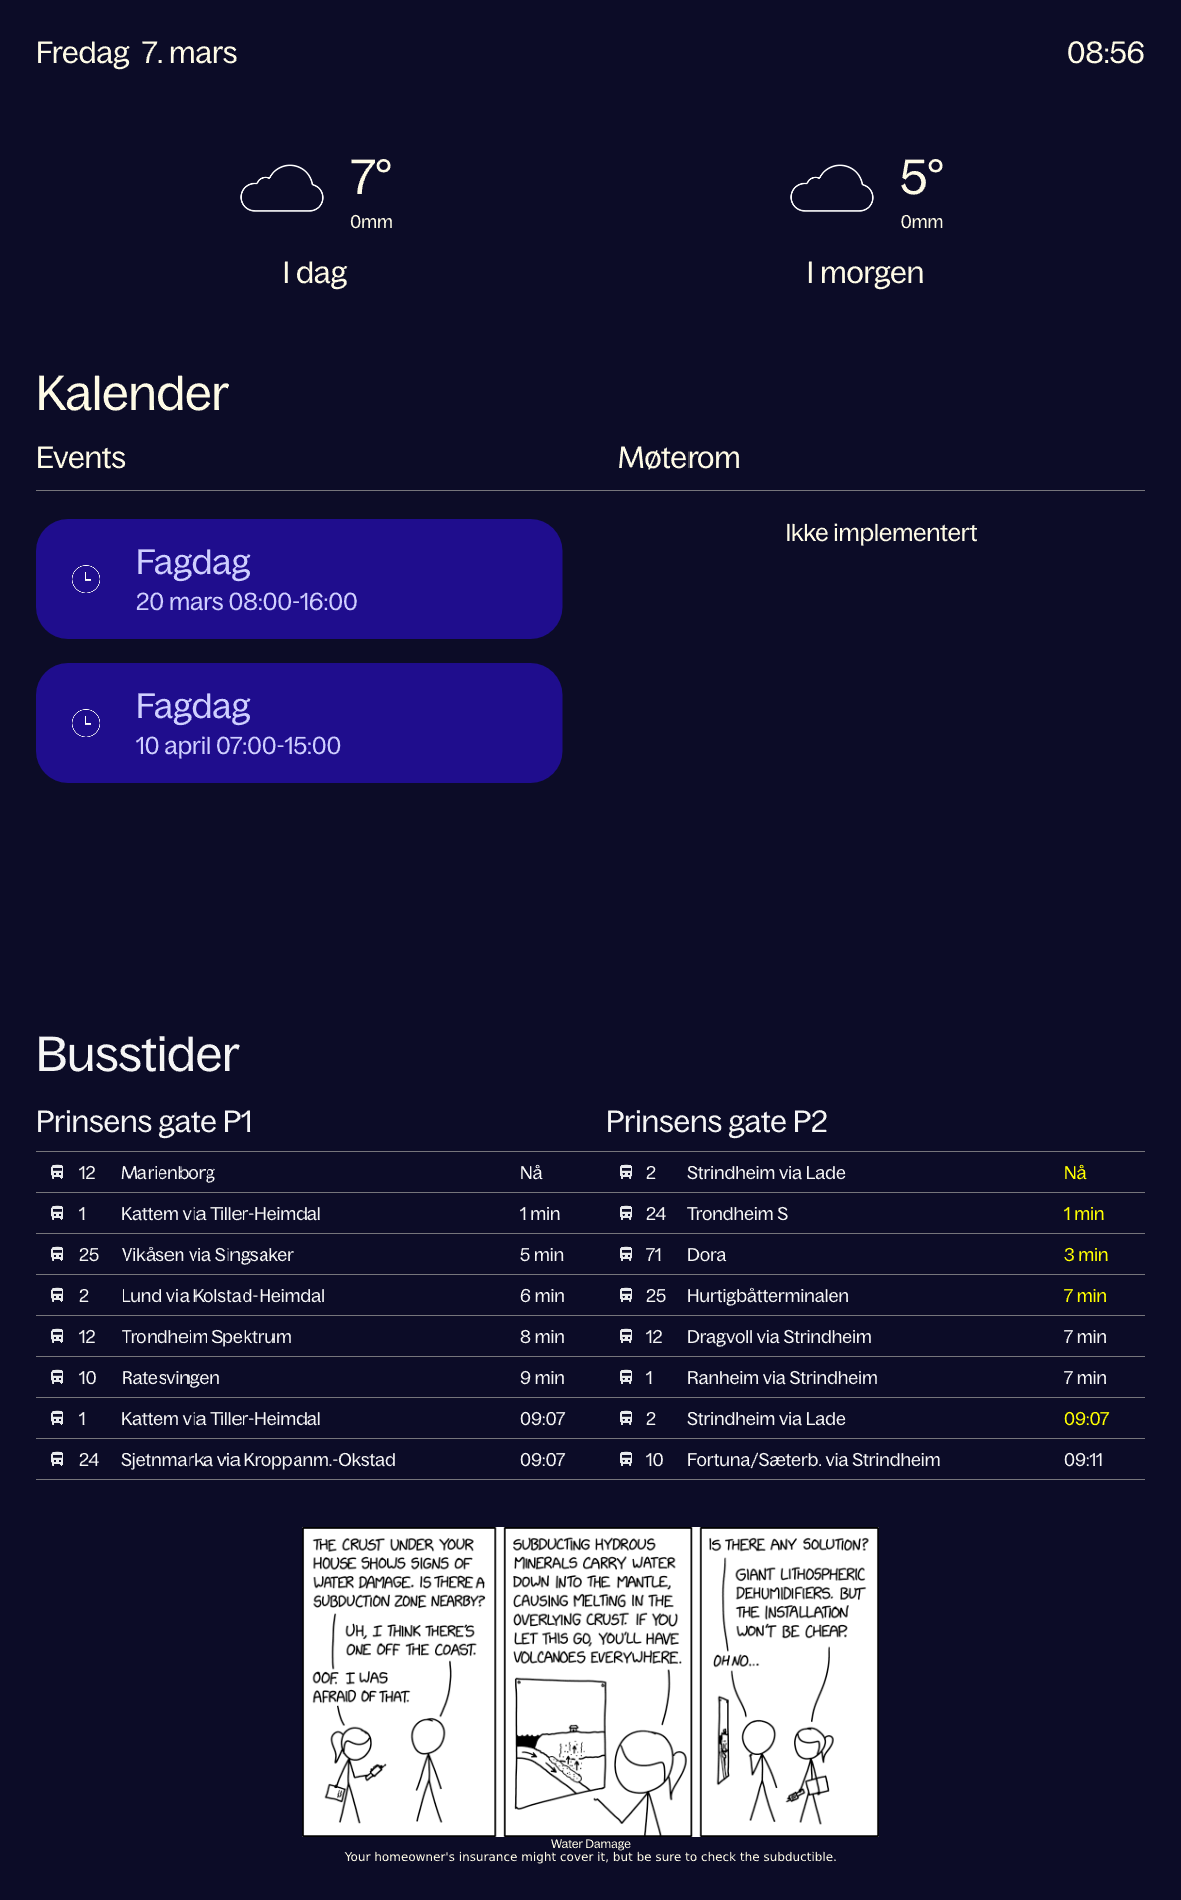 Fredag 7. mars
08:56
7°
0mm
I dag
5°
0mm
I morgen
Kalender
Events
Møterom
Fagdag
20 mars 08:00-16:00
Fagdag
10 april 07:00-15:00
Ikke implementert
Busstider
Prinsens gate P1
12 Marienborg Nå
1 Kattem via Tiller-Heimdal 1 min
25 Vikåsen via Singsaker 5 min
2 Lund via Kolstad-Heimdal 6 min
12 Trondheim Spektrum 8 min
10 Ratesvingen 9 min
1 Kattem via Tiller-Heimdal 09:07
24 Sjetnmarka via Kroppanm.-Okstad 09:07
Prinsens gate P2
2 Strindheim via Lade Nå
24 Trondheim S 1 min
71 Dora 3 min
25 Hurtigbåtterminalen 7 min
12 Dragvoll via Strindheim 7 min
1 Ranheim via Strindheim 7 min
2 Strindheim via Lade 09:07
10 Fortuna/Sæterb. via Strindheim 09:11
THE CRUST UNDER YOUR
HOUSE SHOWS SIGNS OF
WATER DAMAGE. IS THERE A
SUBDUCTION ZONE NEARBY?
UH, I THINK THERE'S
ONE OFF THE COAST.
OOF. I WAS
AFRAID OF THAT.
SUBDUCTING HYDROUS
MINERALS CARRY WATER
DOWN INTO THE MANTLE,
CAUSING MELTING IN THE
OVERLYING CRUST. IF YOU
LET THIS GO, YOU'LL HAVE
VOLCANOES EVERYWHERE.
IS THERE ANY SOLUTION?
GIANT LITHOSPHERIC
DEHUMIDIFIERS. BUT
THE INSTALLATION
WON'T BE CHEAP.
OH NO...
Water Damage
Your homeowner's insurance might cover it, but be sure to check the subductible.